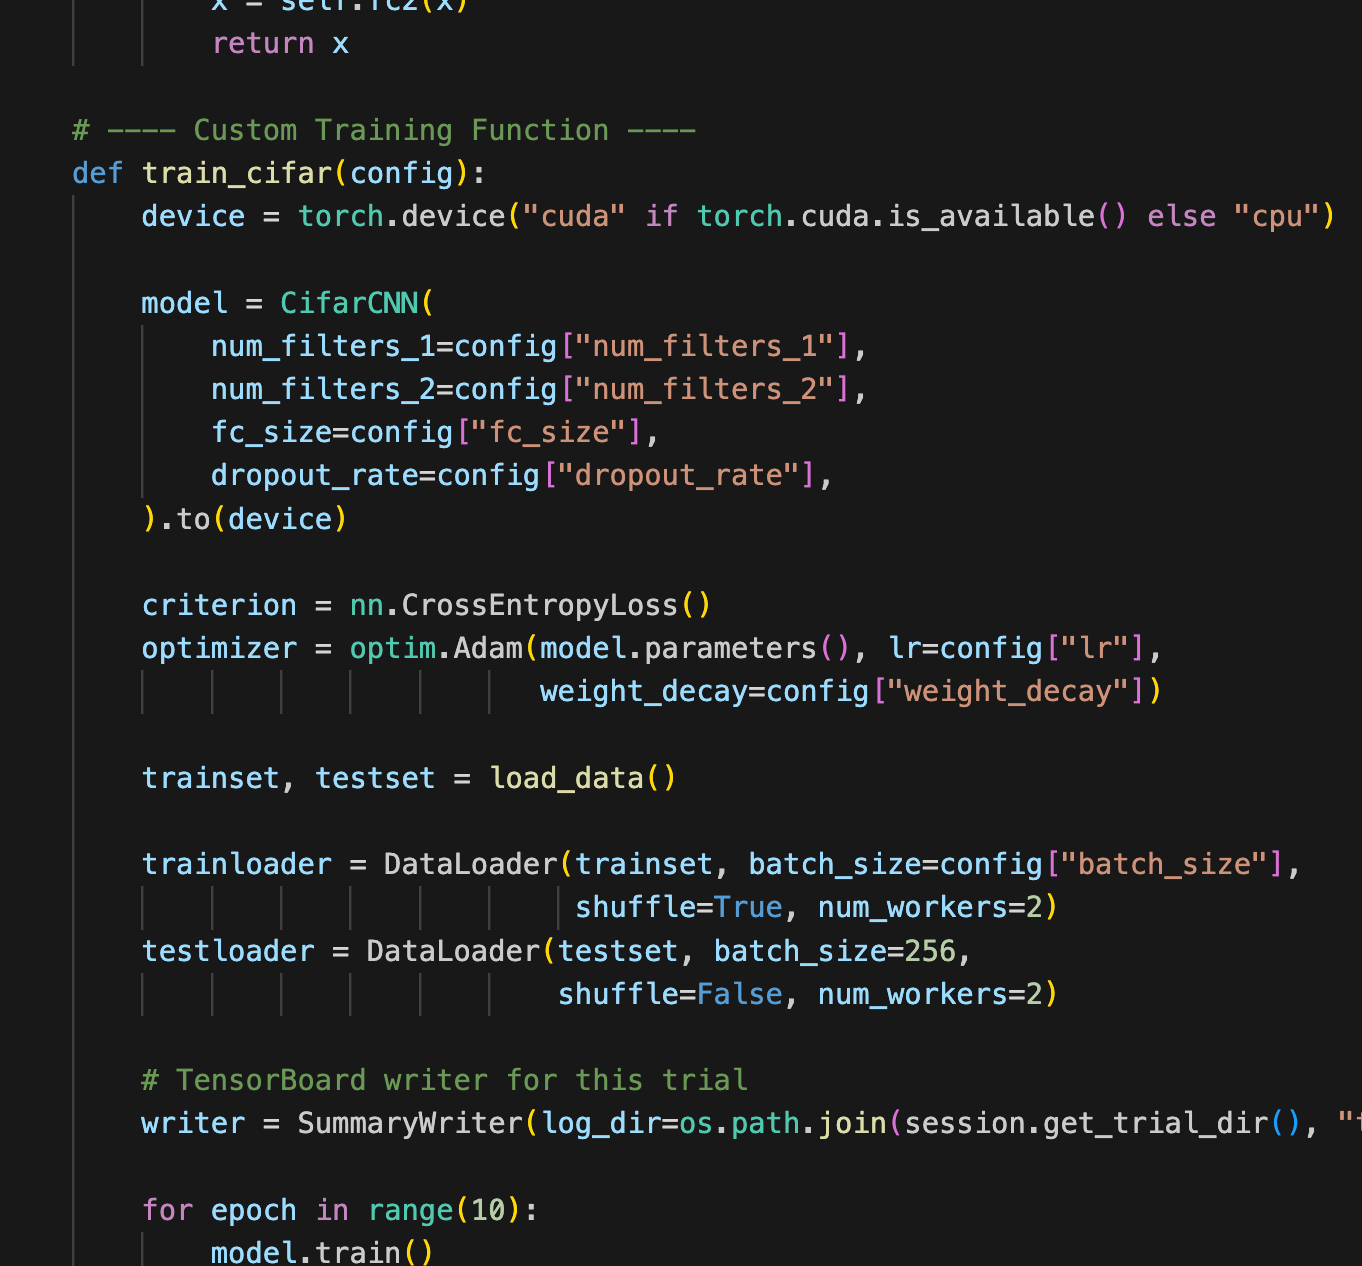 x = self.fc2(x)
return x
# ---- Custom Training Function ----
def train_cifar(config):
device = torch.device("cuda" if torch.cuda.is_available() else "cpu")
model = CifarCNN(
num_filters_1=config["num_filters_1"],
num_filters_2=config["num_filters_2"],
fc_size=config["fc_size"],
dropout_rate=config["dropout_rate"],
).to(device)
criterion = nn.CrossEntropyLoss()
optimizer = optim.Adam(model.parameters(), lr=config["lr"],
weight_decay=config["weight_decay"])
trainset, testset = load_data()
trainloader = DataLoader(trainset, batch_size=config["batch_size"],
shuffle=True, num_workers=2)
testloader = DataLoader(testset, batch_size=256,
shuffle=False, num_workers=2)
# TensorBoard writer for this trial
writer = SummaryWriter(log_dir=os.path.join(session.get_trial_dir(), "
for epoch in range(10):
model.train()